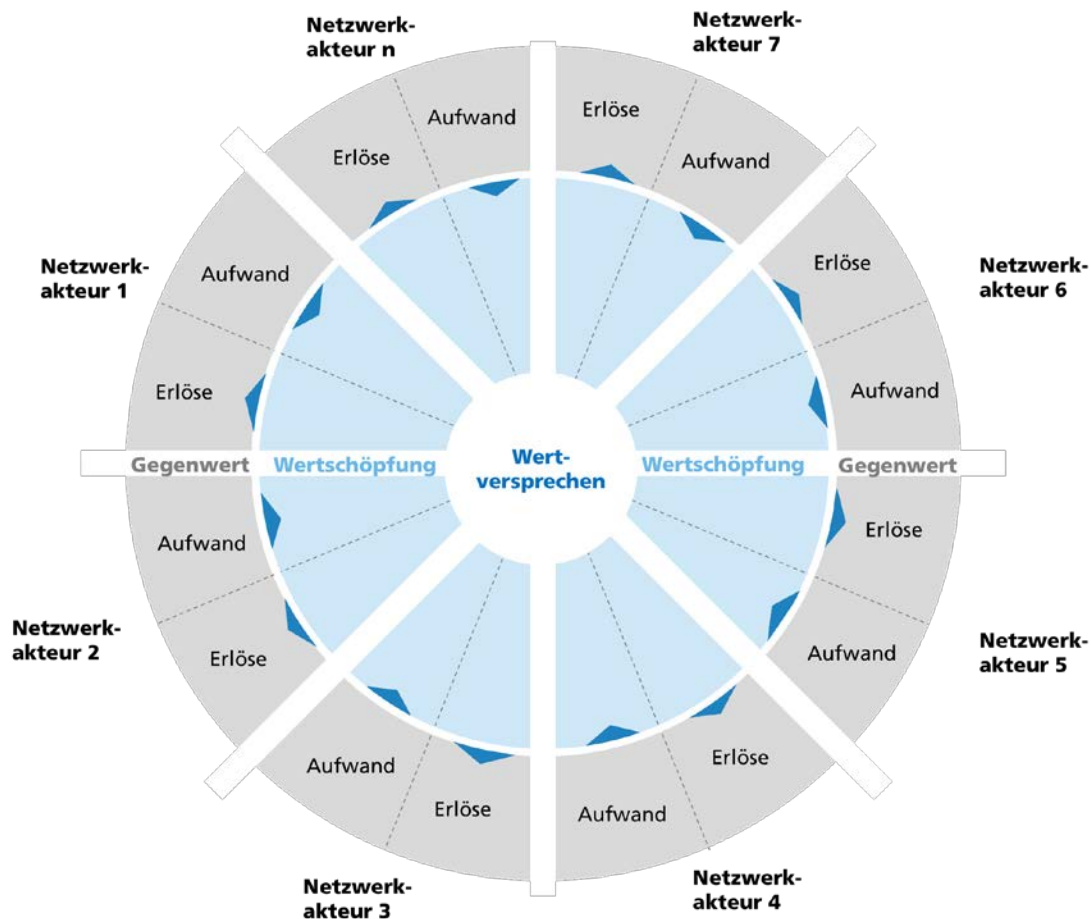 Netzwerk-
akteur n
Netzwerk-
akteur 7
Aufwand
Erlöse
Erlöse
Aufwand
Netzwerk-
akteur 1
Aufwand
Erlöse
Netzwerk-
akteur 6
Erlöse
Aufwand
Gegenwert
Wertschöpfung
Wert-
versprechen
Wertschöpfung
Gegenwert
Aufwand
Erlöse
Netzwerk-
akteur 2
Erlöse
Aufwand
Netzwerk-
akteur 5
Aufwand
Erlöse
Erlöse
Aufwand
Netzwerk-
akteur 3
Netzwerk-
akteur 4